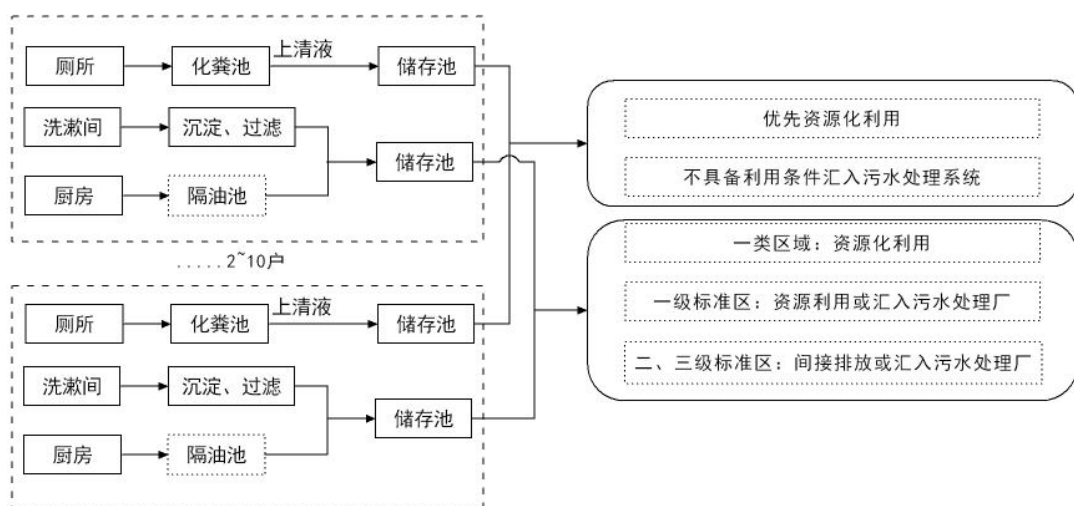 厕所
化粪池
上清液
储存池
洗漱间
沉淀、过滤
储存池
厨房
隔油池
.....2~10户
厕所
化粪池
上清液
储存池
洗漱间
沉淀、过滤
储存池
厨房
隔油池
优先资源化利用
不具备利用条件汇入污水处理系统
一类区域：资源化利用
一级标准区：资源利用或汇入污水处理厂
二、三级标准区：间接排放或汇入污水处理厂